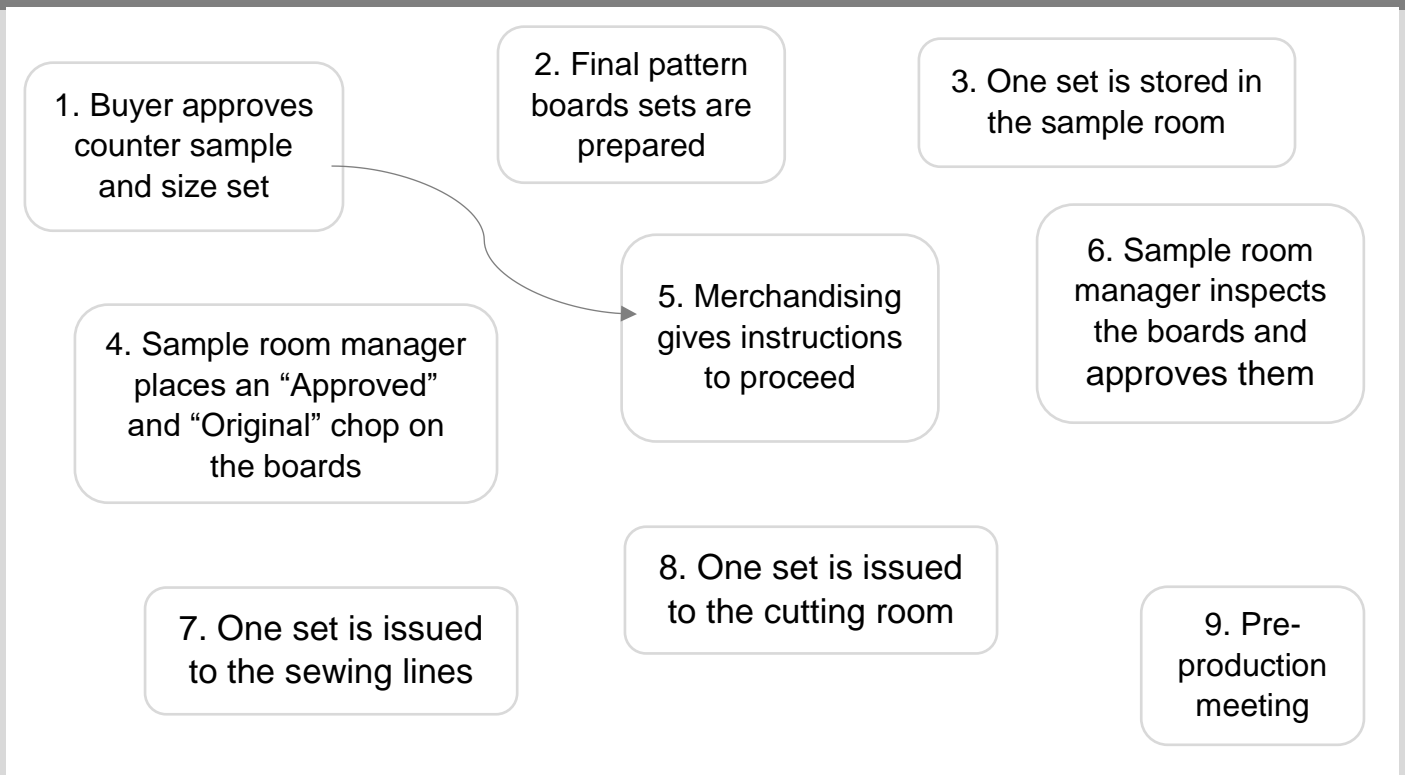 1. Buyer approves
counter sample
and size set
2. Final pattern
boards sets are
prepared
3. One set is stored in
the sample room
4. Sample room manager
places an “Approved”
and “Original” chop on
the boards
5. Merchandising
gives instructions
to proceed
6. Sample room
manager inspects
the boards and
approves them
7. One set is issued
to the sewing lines
8. One set is issued
to the cutting room
9. Pre-
production
meeting